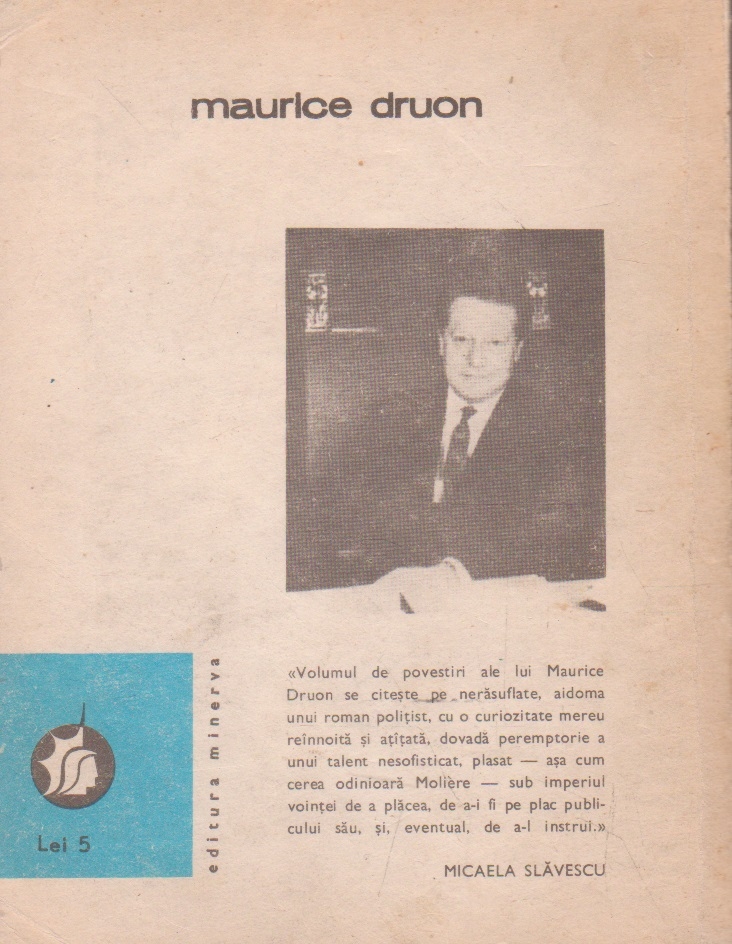 maurice druon
«Volumul de povestiri ale lui Maurice
Druon se citește pe nerăsuflate, aidoma
unui roman polițist, cu o curiozitate mereu
reînnoită și ațîțată, dovadă peremptorie a
unui talent nesofisticat, plasat — așa cum
cerea odinioară Molière — sub imperiul
voinței de a plăcea, de a-i fi pe plac publi-
cului său, și, eventual, de a-l instrui.»
MICAELA SLĂVESCU
editura minerva
Lei 5